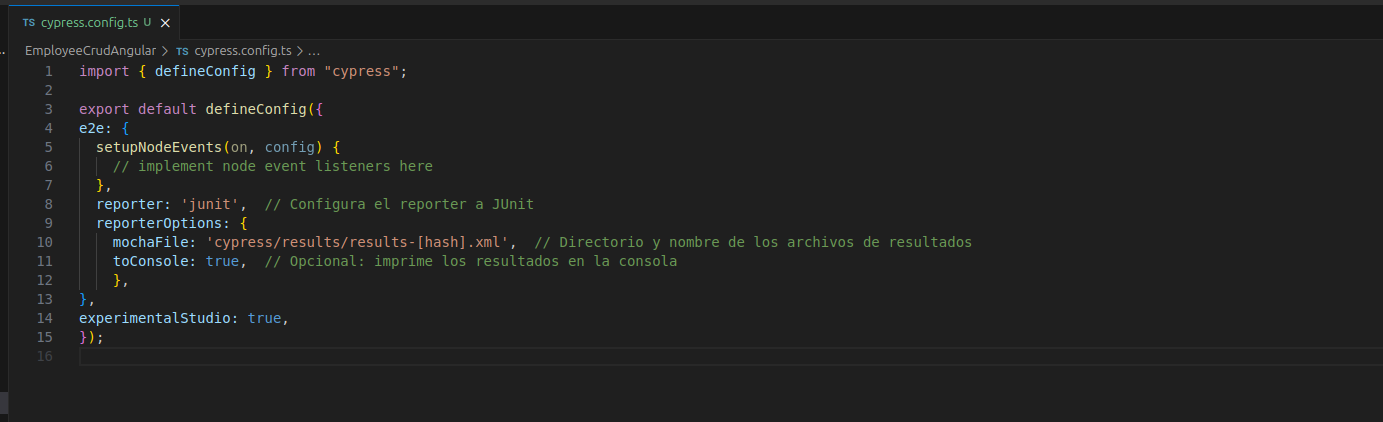 TS cypress.config.ts U ×
EmployeeCrudAngular > TS cypress.config.ts > ...
1 import { defineConfig } from "cypress";
2
3 export default defineConfig({
4 e2e: {
5 setupNodeEvents(on, config) {
6 // implement node event listeners here
7 },
8 reporter: 'junit', // Configura el reporter a JUnit
9 reporterOptions: {
10 mochaFile: 'cypress/results/results-[hash].xml', // Directorio y nombre de los archivos de resultados
11 toConsole: true, // Opcional: imprime los resultados en la consola
12 },
13 },
14 experimentalStudio: true,
15 });
16